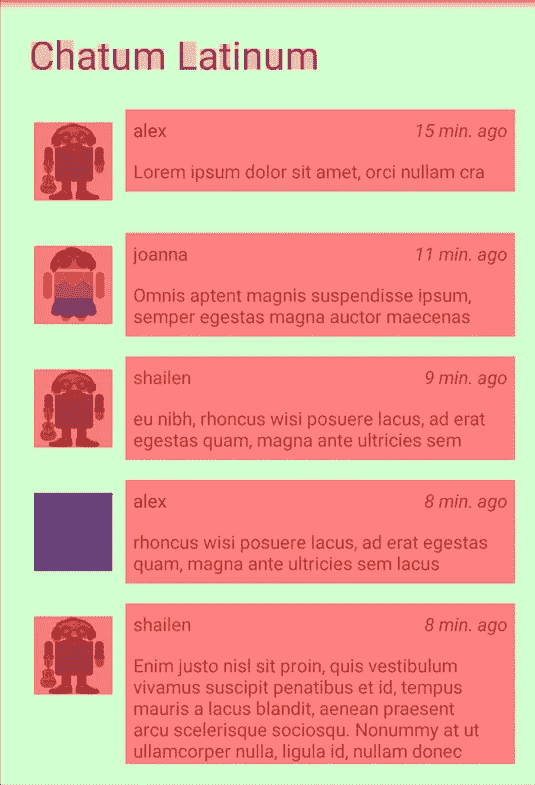 Chatum Latinum
alex 15 min. ago
Lorem ipsum dolor sit amet, orci nullam cra
joanna 11 min. ago
Omnis aptent magnis suspendisse ipsum,
semper egestas magna auctor maecenas
shailen 9 min. ago
eu nibh, rhoncus wisi posuere lacus, ad erat
egestas quam, magna ante ultricies sem
alex 8 min. ago
rhoncus wisi posuere lacus, ad erat egestas
quam, magna ante ultricies sem lacus
shailen 8 min. ago
Enim justo nisl sit proin, quis vestibulum
vivamus suscipit penatibus et id, tempus
mauris a lacus blandit, aenean praesent
arcu scelerisque sociosqu. Nonummy at ut
ullamcorper nulla, ligula id, nullam donec